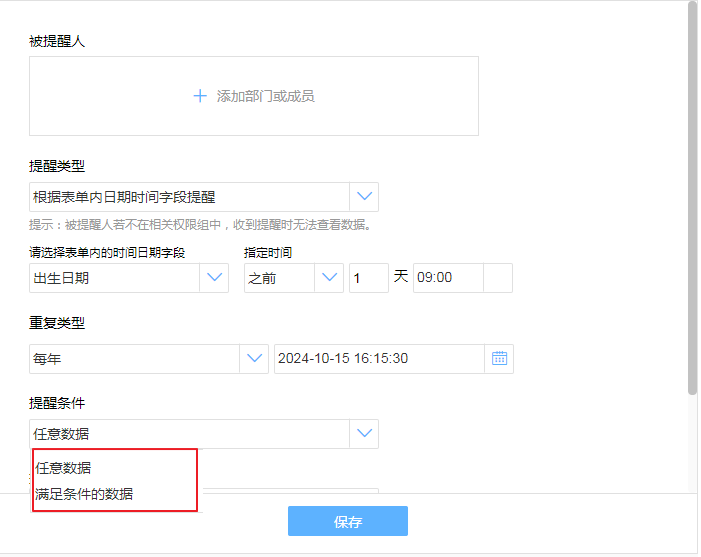 被提醒人
添加部门或成员
提醒类型
根据表单内日期时间字段提醒
提示：被提醒人若不在相关权限组中，收到提醒时无法查看数据。
请选择表单内的时间日期字段 指定时间
出生日期 之前 1 天 09:00
重复类型
每年 2024-10-15 16:15:30
提醒条件
任意数据
任意数据
满足条件的数据
保存